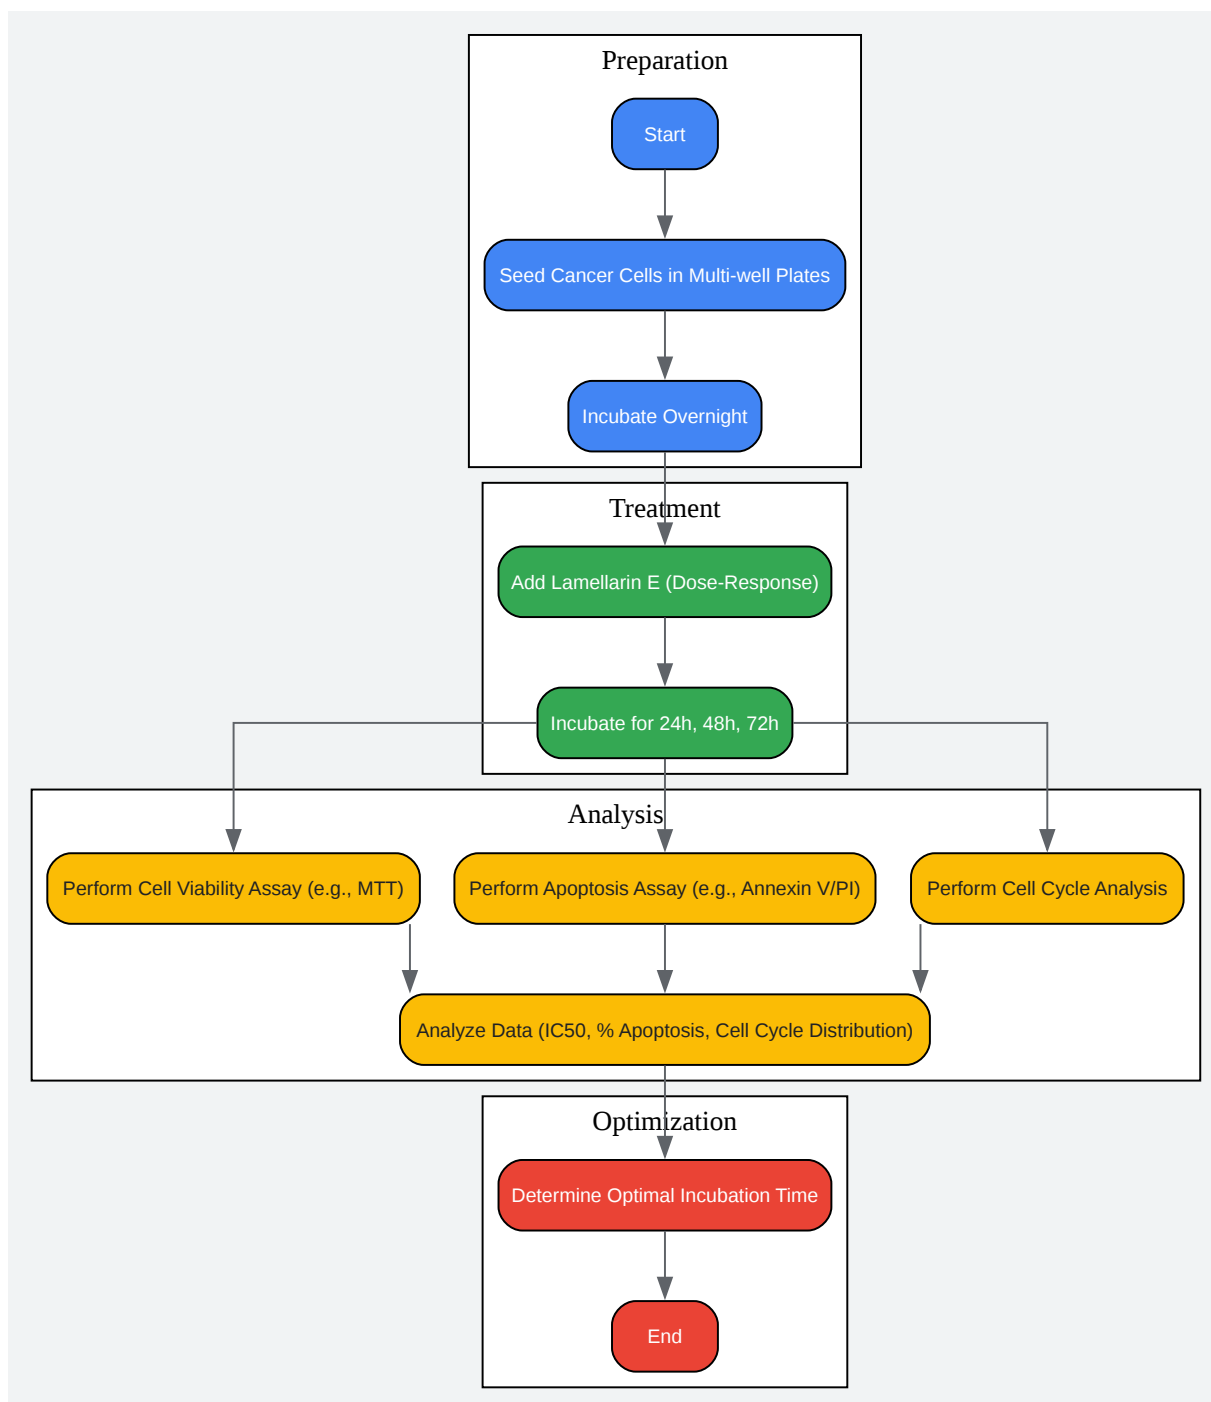 Preparation
Start
Seed Cancer Cells in Multi-well Plates
Incubate Overnight
Treatment
Add Lamellarin E (Dose-Response)
Incubate for 24h, 48h, 72h
Analysis
Perform Cell Viability Assay (e.g., MTT)
Perform Apoptosis Assay (e.g., Annexin V/PI)
Perform Cell Cycle Analysis
Analyze Data (IC50, % Apoptosis, Cell Cycle Distribution)
Optimization
Determine Optimal Incubation Time
End